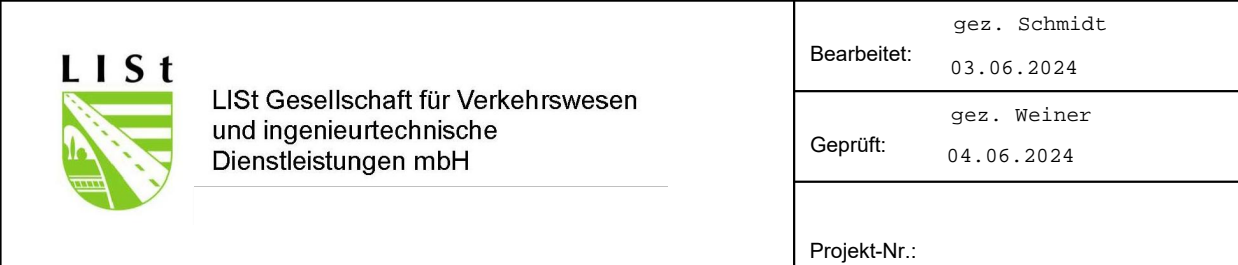 LISt
LISt Gesellschaft für Verkehrswesen
und ingenieurtechnische
Dienstleistungen mbH
gez. Schmidt
Bearbeitet:
03.06.2024
gez. Weiner
Geprüft:
04.06.2024
Projekt-Nr.: